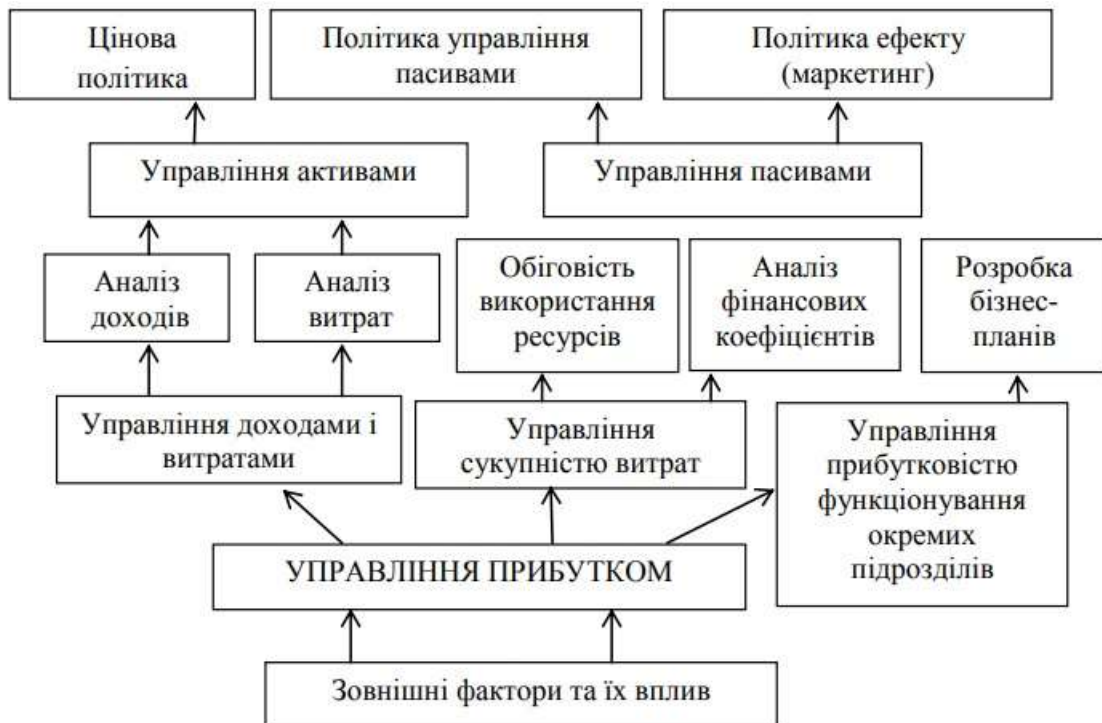 Цінова
політика
Політика управління
пасивами
Політика ефекту
(маркетинг)
Управління активами
Управління пасивами
Аналіз
доходів
Аналіз
витрат
Обіговість
використання
ресурсів
Аналіз
фінансових
коефіцієнтів
Розробка
бізнес-
планів
Управління доходами і
витратами
Управління
сукупністю витрат
Управління
прибутковістю
функціонування
окремих
підрозділів
УПРАВЛІННЯ ПРИБУТКОМ
Зовнішні фактори та їх вплив